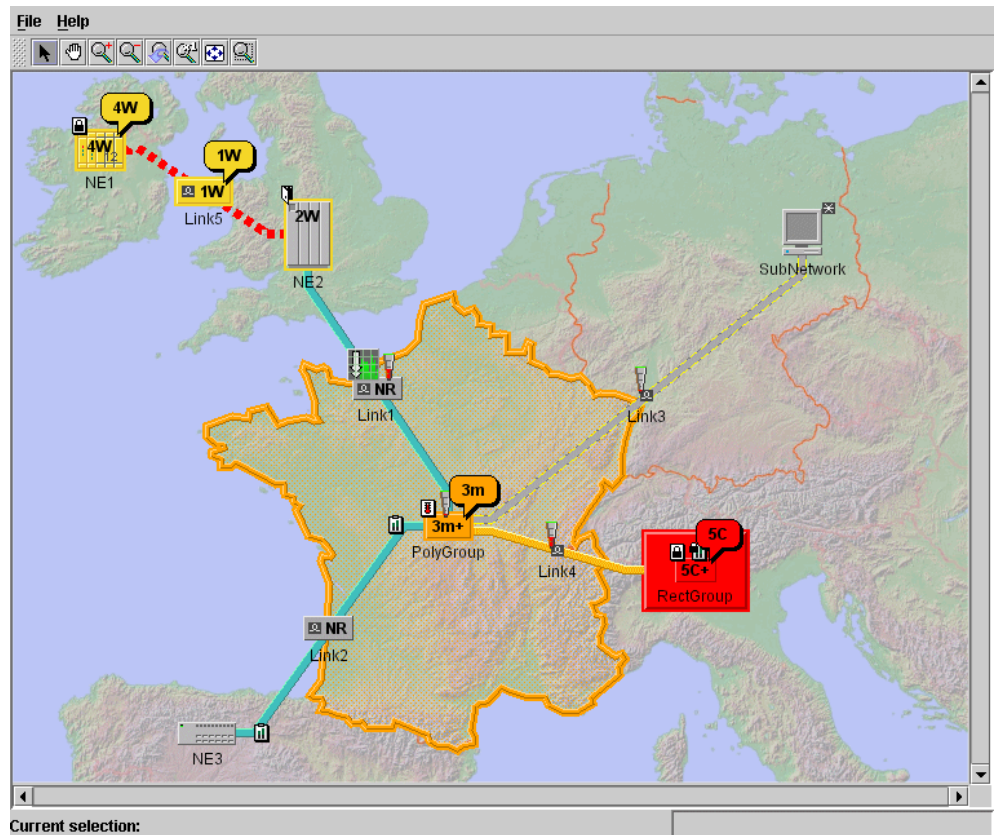 File Help
4W
4W
12
NE1
1W
1W
Link5
2W
NE2
SubNetwork
NR
Link1
Link3
3m
3m+
PolyGroup
Link4
5C
5C+
RectGroup
NR
Link2
NE3
Current selection: